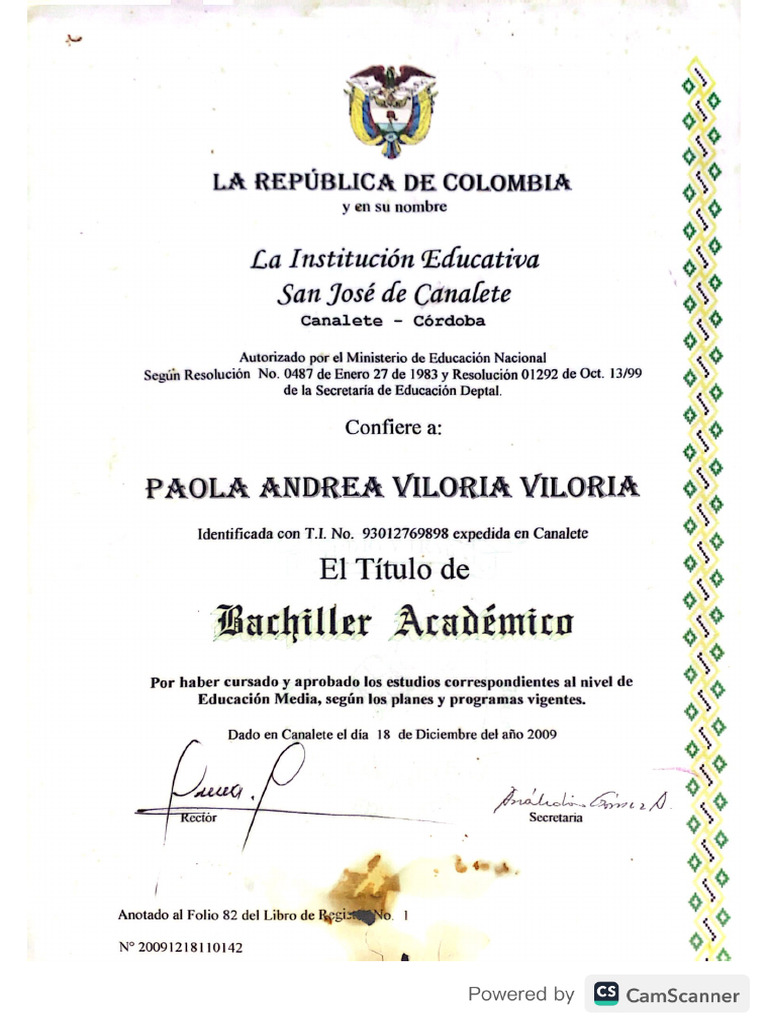 LA REPÚBLICA DE COLOMBIA
y en su nombre
La Institución Educativa
San José de Canalete
Canalete - Córdoba
Autorizado por el Ministerio de Educación Nacional
Según Resolución No. 0487 de Enero 27 de 1983 y Resolución 01292 de Oct. 13/99
de la Secretaría de Educación Deptal.
Confiere a:
PAOLA ANDREA VILORIA VILORIA
Identificada con T.I. No. 93012769898 expedida en Canalete
El Título de
Bachiller Académico
Por haber cursado y aprobado los estudios correspondientes al nivel de
Educación Media, según los planes y programas vigentes.
Dado en Canalete el día 18 de Diciembre del año 2009
Rector
Secretaria
Anotado al Folio 82 del Libro de No. 1
N° 20091218110142
Powered by CS CamScanner